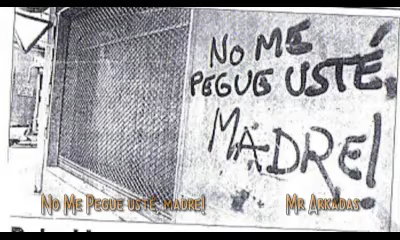 NO ME
PEGUE USTÉ,
MADRE!
No Me Pegue usté, madre!
Mr Arkadas